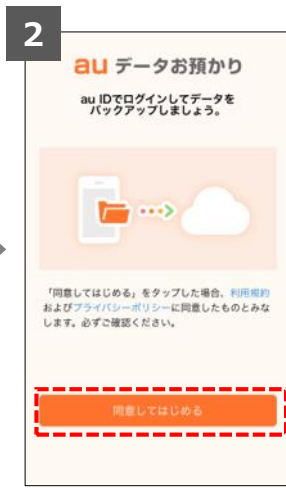 2
au データお預かり
au IDでログインしてデータを
バックアップしましょう。
「同意してはじめる」をタップした場合、利用規約
およびプライバシーポリシーに同意したものとみな
します。必ずご確認ください。
同意してはじめる